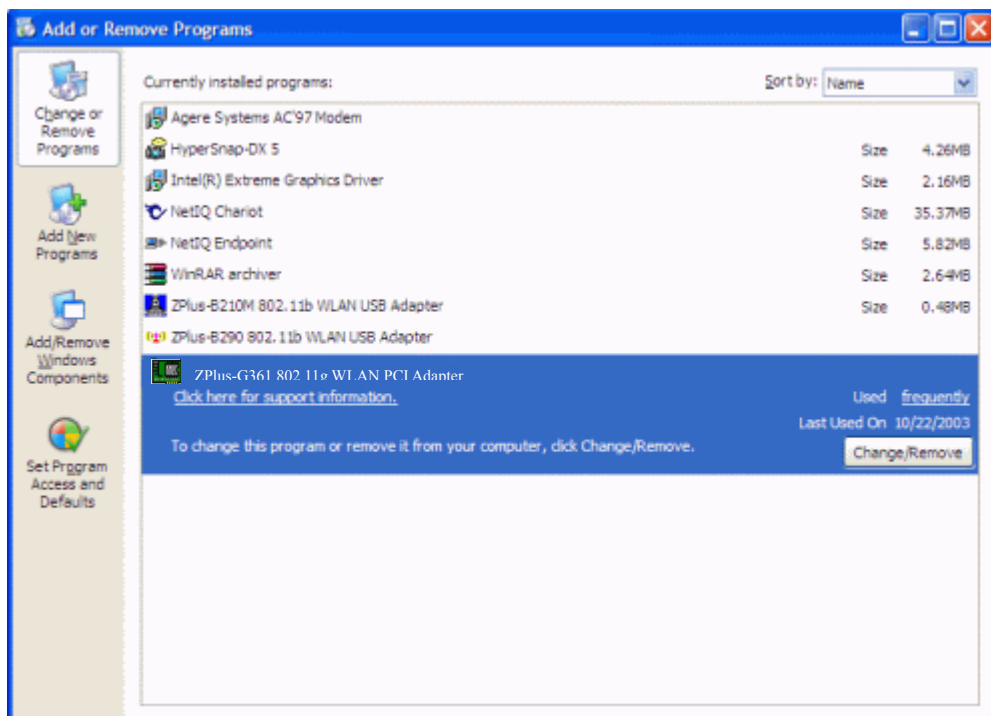 Add or Remove Programs
Change or
Remove
Programs
Add New
Programs
Add/Remove
Windows
Components
Set Program
Access and
Defaults
Currently installed programs:
Sort by: Name
Agere Systems AC'97 Modem
HyperSnap-DX 5 Size 4.26MB
Intel(R) Extreme Graphics Driver Size 2.16MB
NetIQ Chariot Size 35.37MB
NetIQ Endpoint Size 5.82MB
WinRAR archiver Size 2.64MB
ZPlus-B210M 802.11b WLAN USB Adapter Size 0.48MB
ZPlus-B290 802.11b WLAN USB Adapter
ZPlus-G361 802.11g WLAN PCI Adapter
Click here for support information. Used frequently
Last Used On 10/22/2003
To change this program or remove it from your computer, click Change/Remove. Change/Remove